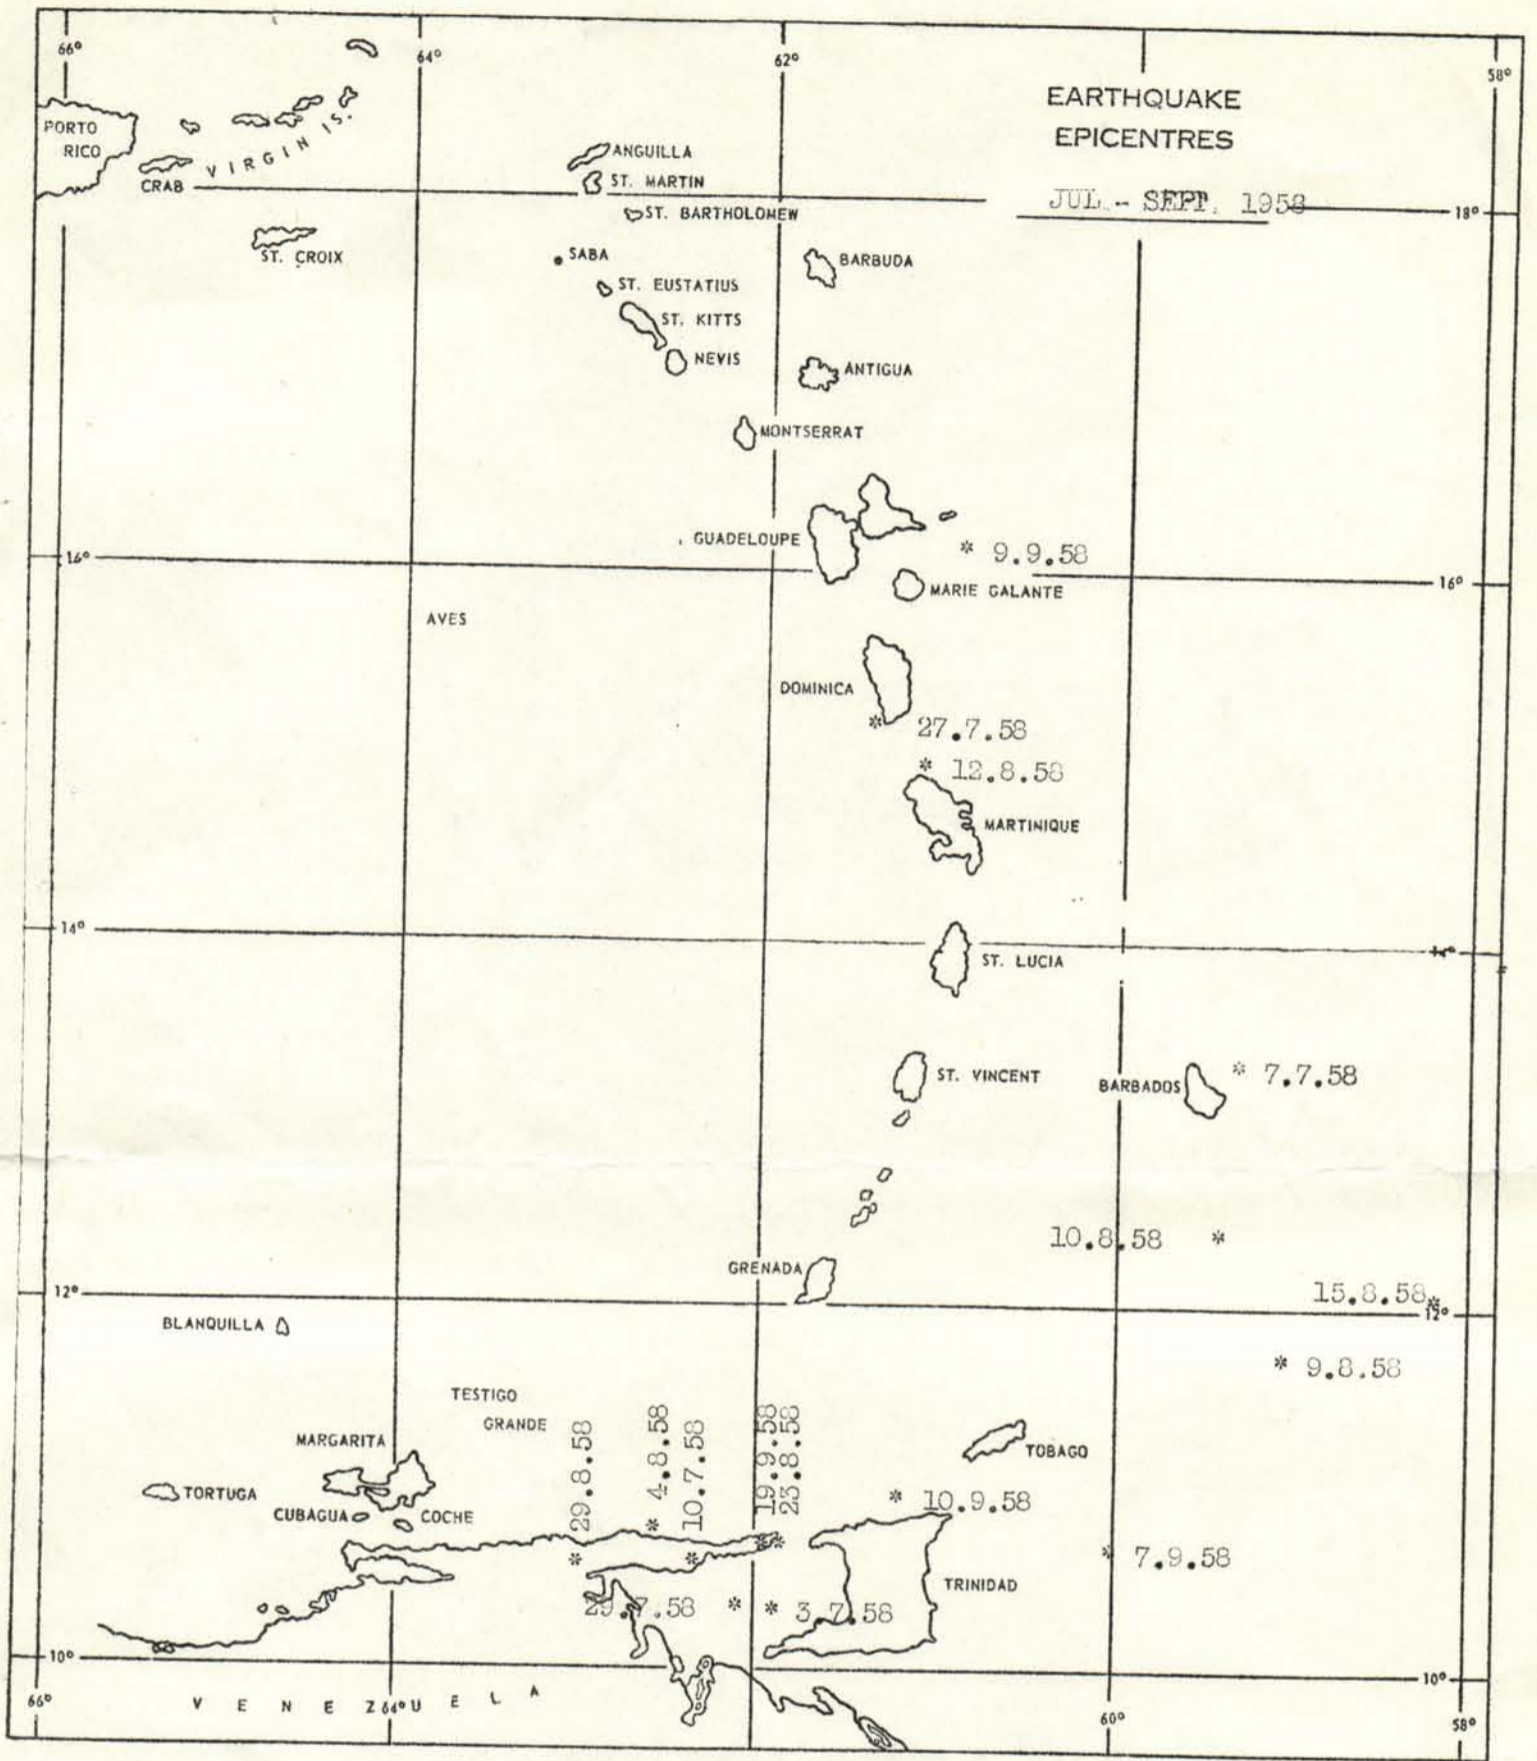 66°
64°
62°
58°
EARTHQUAKE
EPICENTRES
JUL. - SEPT. 1958
PORTO
RICO
VIRGIN IS.
CRAB
ANGUILLA
ST. MARTIN
18°
ST. BARTHOLOMEW
ST. CROIX
SABA
BARBUDA
ST. EUSTATIUS
ST. KITTS
NEVIS
ANTIGUA
MONTSERRAT
GUADELOUPE
* 9.9.58
16°
16°
MARIE GALANTE
AVES
DOMINICA
* 27.7.58
* 12.8.58
MARTINIQUE
14°
14°
ST. LUCIA
ST. VINCENT
BARBADOS
* 7.7.58
10.8.58 *
GRENADA
12°
15.8.58 *
12°
BLANQUILLA
* 9.8.58
TESTIGO
GRANDE
MARGARITA
29.8.58
*
4.8.58
*
10.7.58
*
19.9.58
*
23.8.58
*
TOBAGO
TORTUGA
CUBAGUA
COCHE
* 10.9.58
* 7.9.58
TRINIDAD
29.7.58 *
* 3.7.58
10°
10°
66°
VENEZUELA
64°
60°
58°